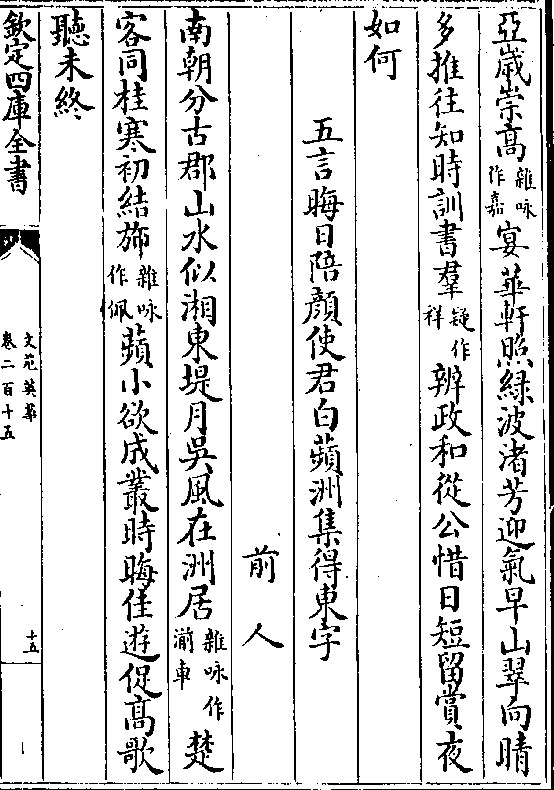 亞嵗崇髙雜咏作嘉宴華軒照緑波渚芳迎氣早山翠向晴
多推往知時訓書羣疑作祥辨政和從公惜日短留賞夜
如何
五言晦日陪顔使君白蘋洲集得東字
前人
南朝分古郡山水似湘東堤月吳風在洲居雜咏作湔車楚
客同桂寒初結斾雜咏作佩蘋小欲成叢時晦佳遊促髙歌
聽未終
欽定四庫全書
文苑英華
卷二百十五
十五